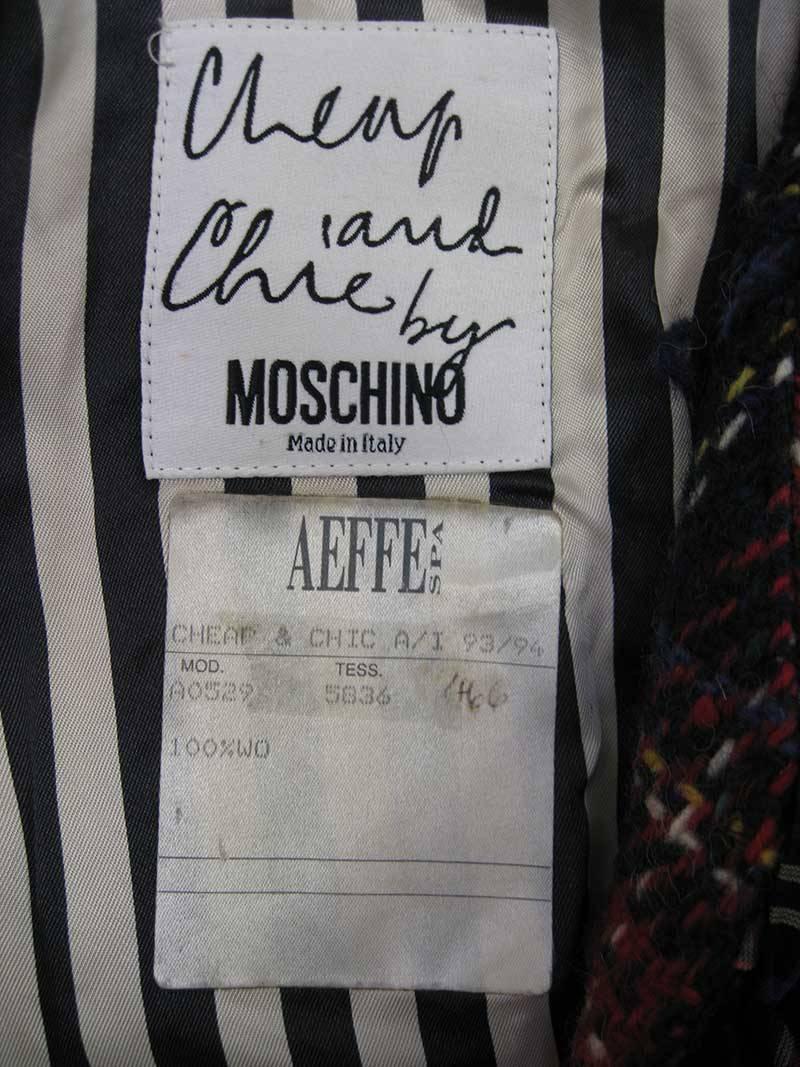 Cheap
and
Chic
by
MOSCHINO
Made in Italy
AEFFE SPA
CHEAP & CHIC A/I 93/94
MOD. TESS.
A0529 5836 466
100%WO